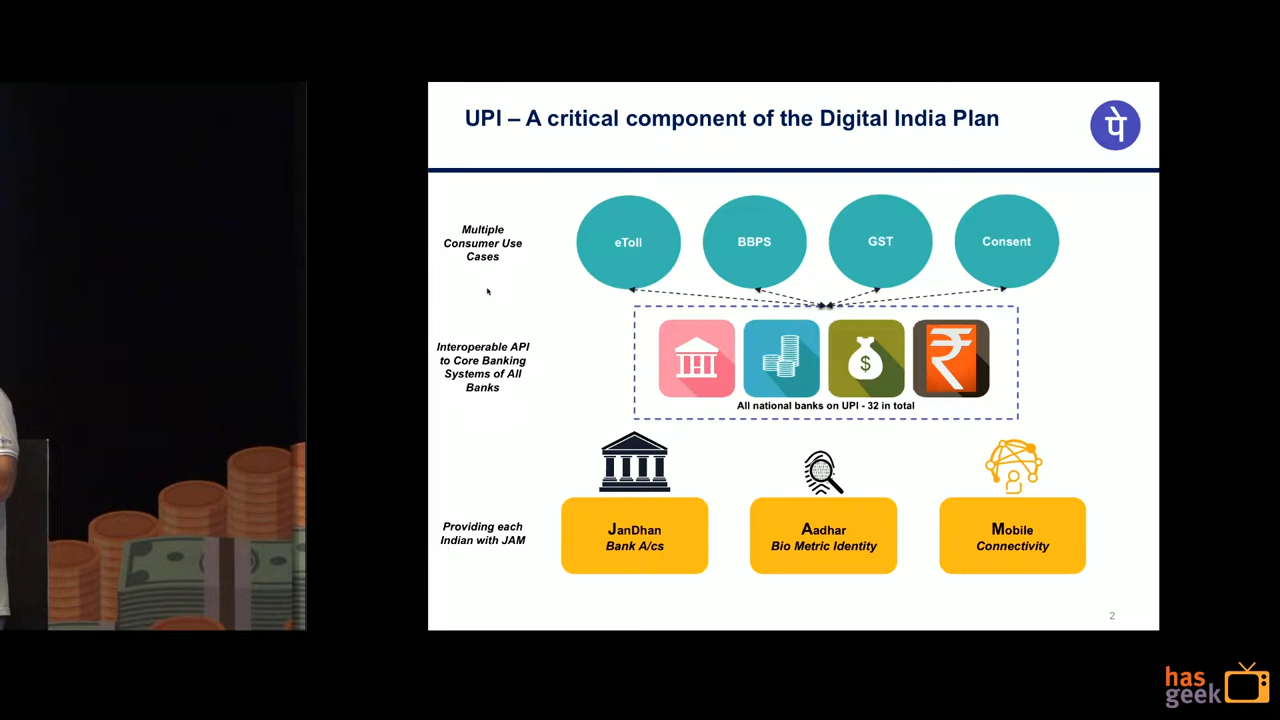 UPI – A critical component of the Digital India Plan
पे
Multiple
Consumer Use
Cases
eToll
BBPS
GST
Consent
Interoperable API
to Core Banking
Systems of All
Banks
$
₹
All national banks on UPI - 32 in total
Providing each
Indian with JAM
JanDhan
Bank A/cs
Aadhar
Bio Metric Identity
Mobile
Connectivity
2
has
geek